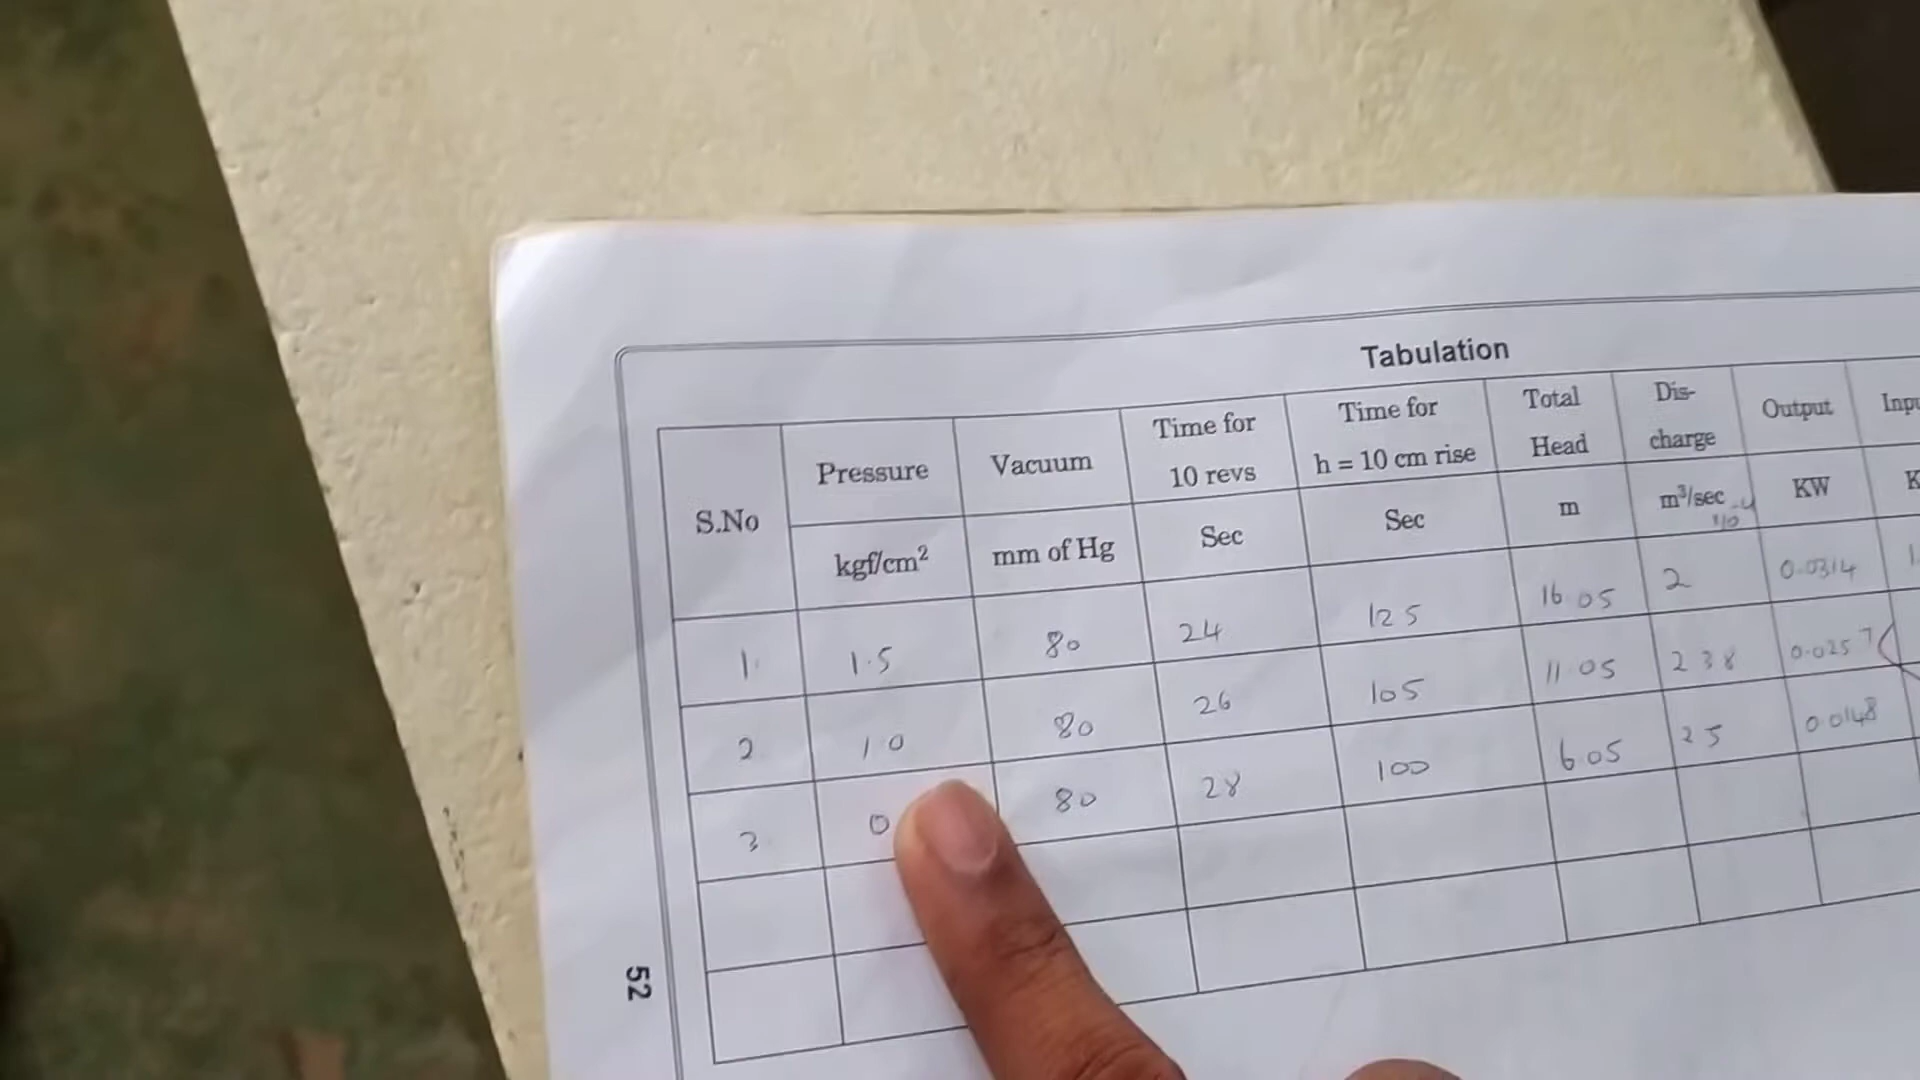 Tabulation
S.No Pressure Vacuum Time for 10 revs Time for h = 10 cm rise Total Head Dis- charge Output
kgf/cm² mm of Hg Sec Sec m m³/sec KW
1. 1.5 80 24 125 16.05 2 0.0314
2 1.0 80 26 105 11.05 2.38 0.0257
3 0 80 28 100 6.05 2.5 0.0148
52